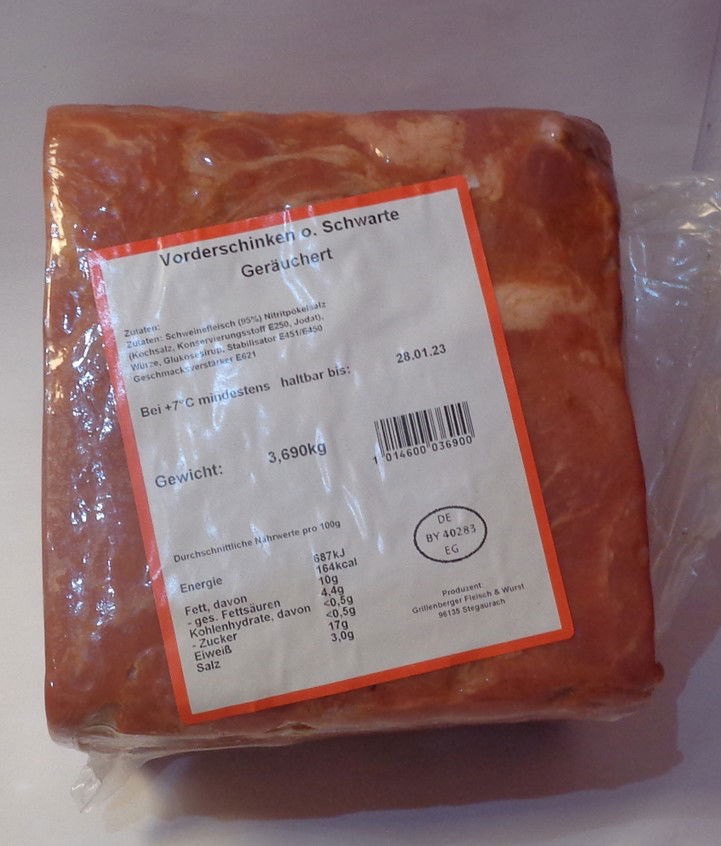 Vorderschinken o. Schwarte
Geräuchert
Zutaten:
Zutaten: Schweinefleisch (95%) Nitritpökelsalz
(Kochsalz, Konservierungsstoff E250, Jodat),
Würze, Glukosesirup, Stabilisator E451/E450
Geschmacksverstärker E621
Bei +7°C mindestens haltbar bis: 28.01.23
Gewicht: 3,690kg
1 014600 036900
Durchschnittliche Nährwerte pro 100g
687kJ
Energie 164kcal
Fett, davon 10g
- ges. Fettsäuren 4,4g
Kohlenhydrate, davon <0,5g
- Zucker <0,5g
Eiweiß 17g
Salz 3,0g
DE
BY 40283
EG
Produzent:
Grillenberger Fleisch & Wurst
96135 Stegaurach